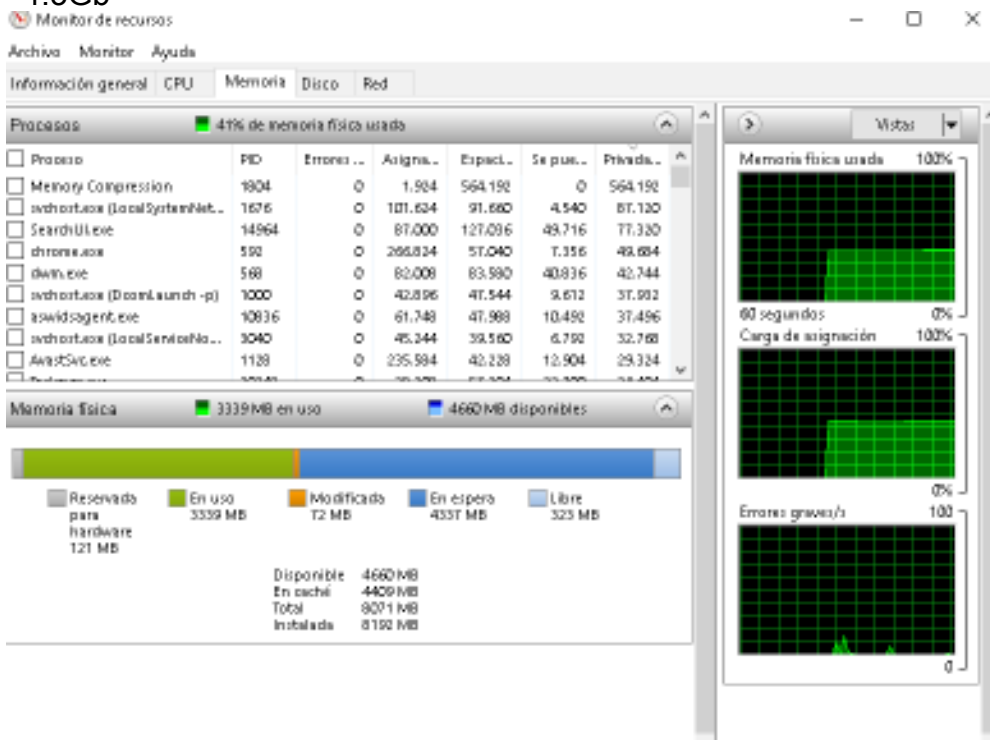 Monitor de recursos
Archivo Monitor Ayuda
Información general CPU Memoria Disco Red
Procesos 41% de memoria física usada
Proceso PID Errores ... Asigna... Espaci... Se pue... Privada...
Memory Compression 1804 0 1.924 564.192 0 564.192
svchost.exe (LocalSystemNet... 1676 0 101.624 91.660 4.540 87.120
SearchUI.exe 14964 0 87.000 127.036 49.716 77.320
chrome.exe 592 0 266.824 57.040 7.356 49.684
dwm.exe 568 0 82.008 83.580 40.836 42.744
svchost.exe (DcomLaunch -p) 1000 0 42.896 47.544 9.612 37.932
aswidsagent.exe 10836 0 61.748 47.988 10.492 37.496
svchost.exe (LocalServiceNo... 3040 0 45.244 39.560 6.792 32.768
AvastSvc.exe 1128 0 235.584 42.228 12.904 29.324
Memoria física 3339 MB en uso 4660 MB disponibles
Reservada para hardware 121 MB
En uso 3339 MB
Modificada 72 MB
En espera 4337 MB
Libre 323 MB
Disponible 4660 MB
En caché 4409 MB
Total 8071 MB
Instalada 8192 MB
Vistas
Memoria física usada 100%
60 segundos 0%
Carga de asignación 100%
0%
Errores graves/s 100
0